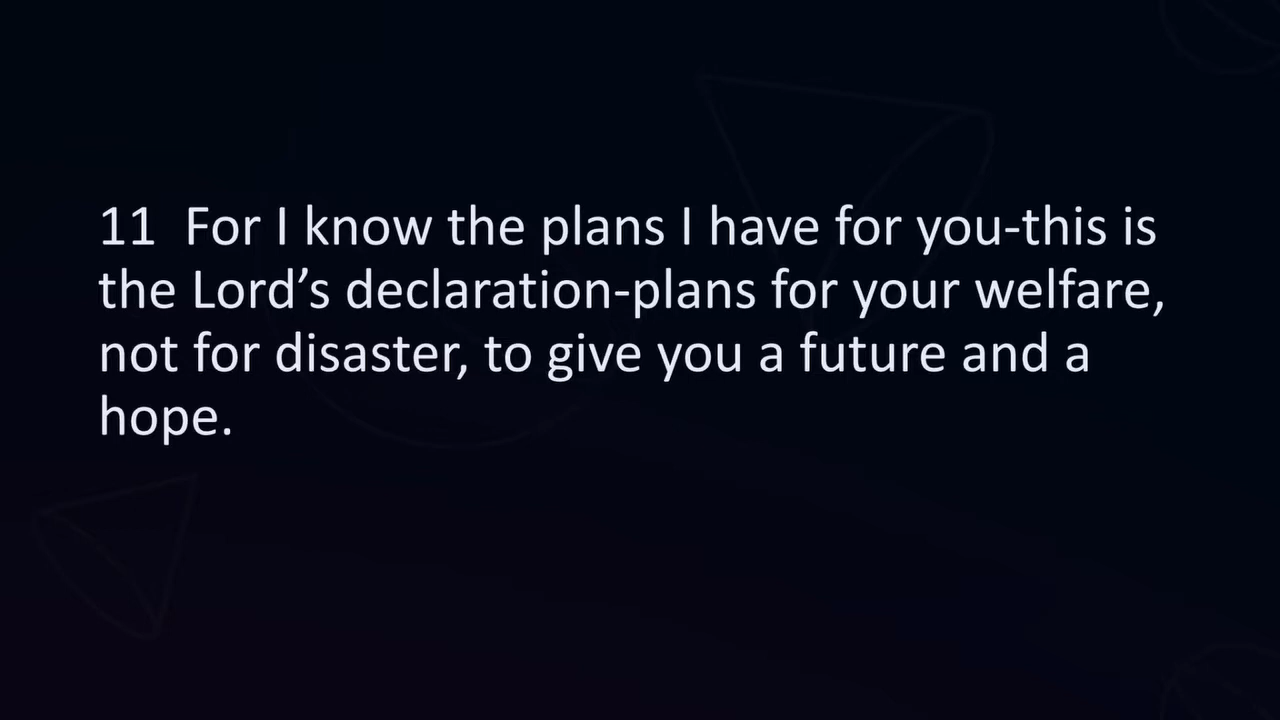 11  For I know the plans I have for you-this is
the Lord’s declaration-plans for your welfare,
not for disaster, to give you a future and a
hope.